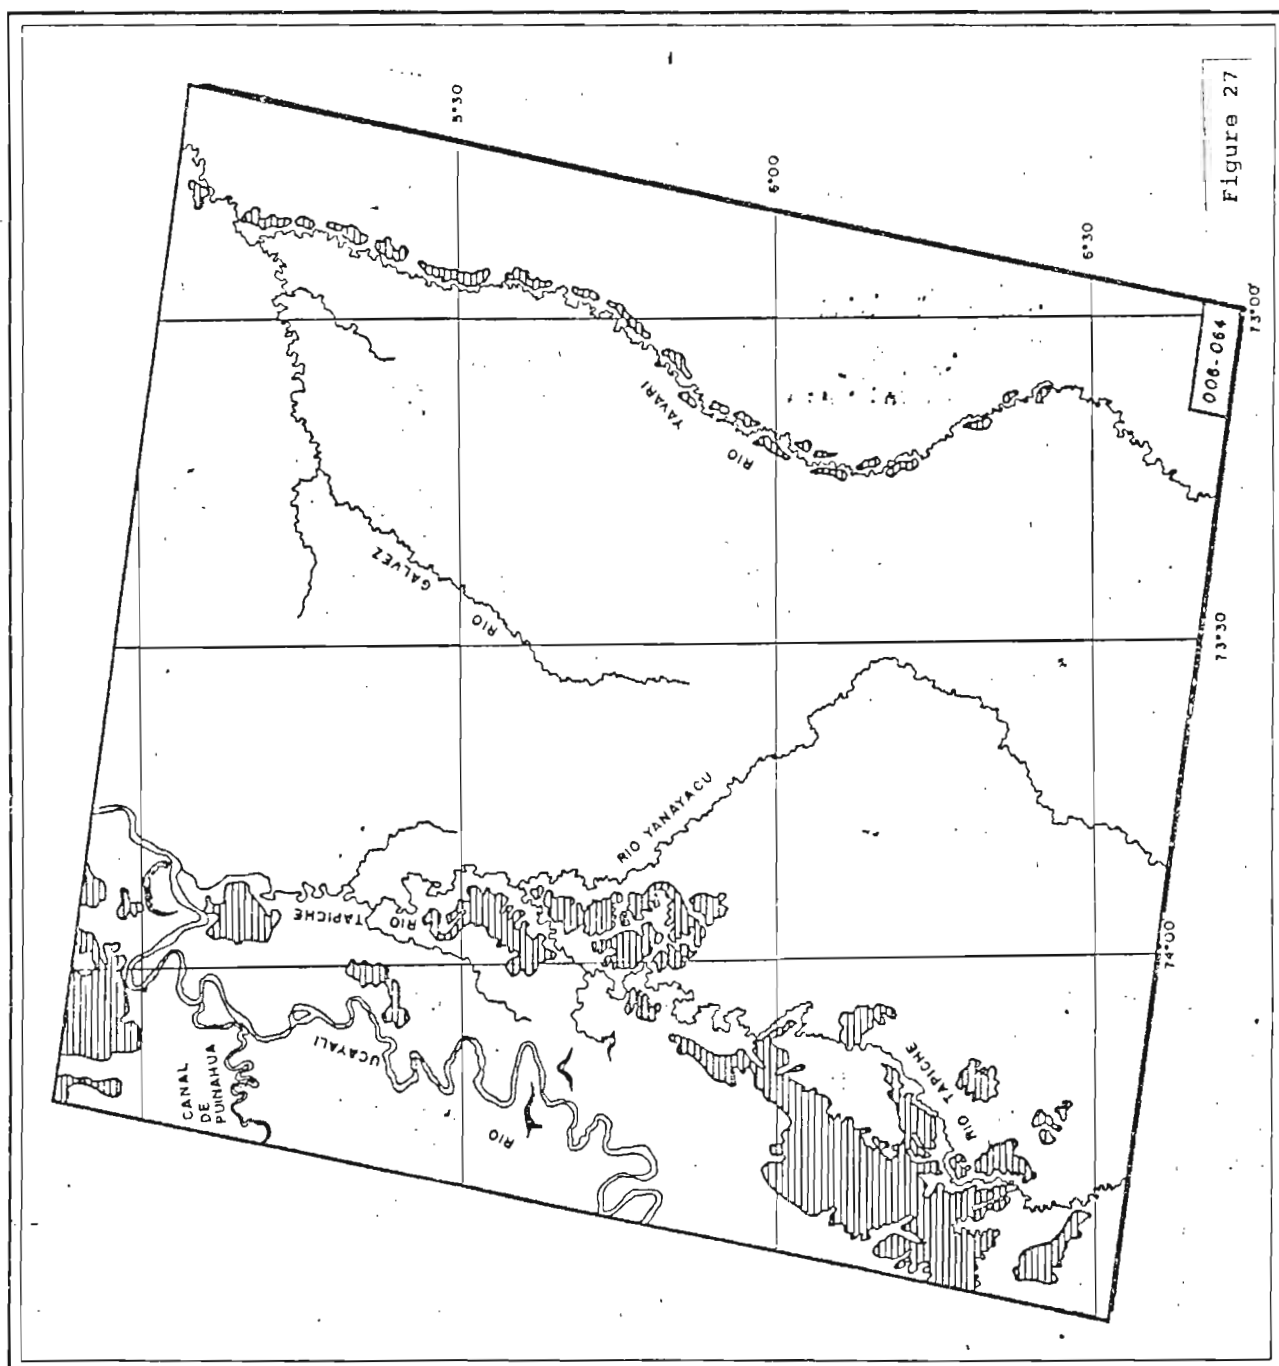 Figure 27
5°30
6°00
6°30
73°00
73°30
74°00
008-064
RIO YAVARI
RIO GALVEZ
RIO YANAYACU
RIO TAPICHE
RIO UCAYALI
CANAL
DE
PUINAHUA
RIO TAPICHE